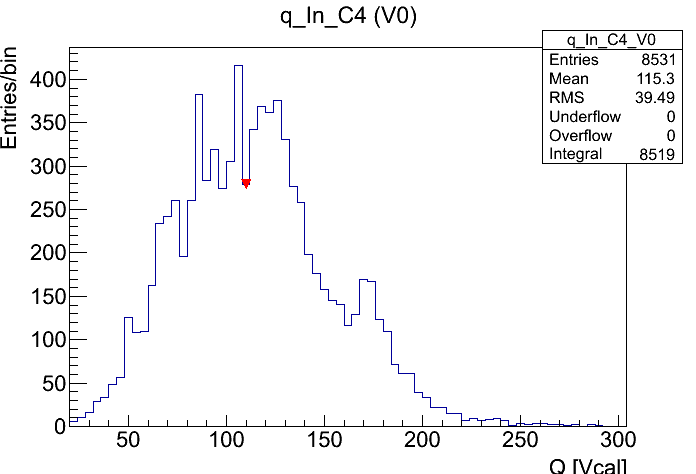 q_In_C4 (V0)
q_In_C4_V0
Entries 8531
Mean 115.3
RMS 39.49
Underflow 0
Overflow 0
Integral 8519
Entries/bin
400
350
300
250
200
150
100
50
0
50 100 150 200 250 300
Q [Vcal]